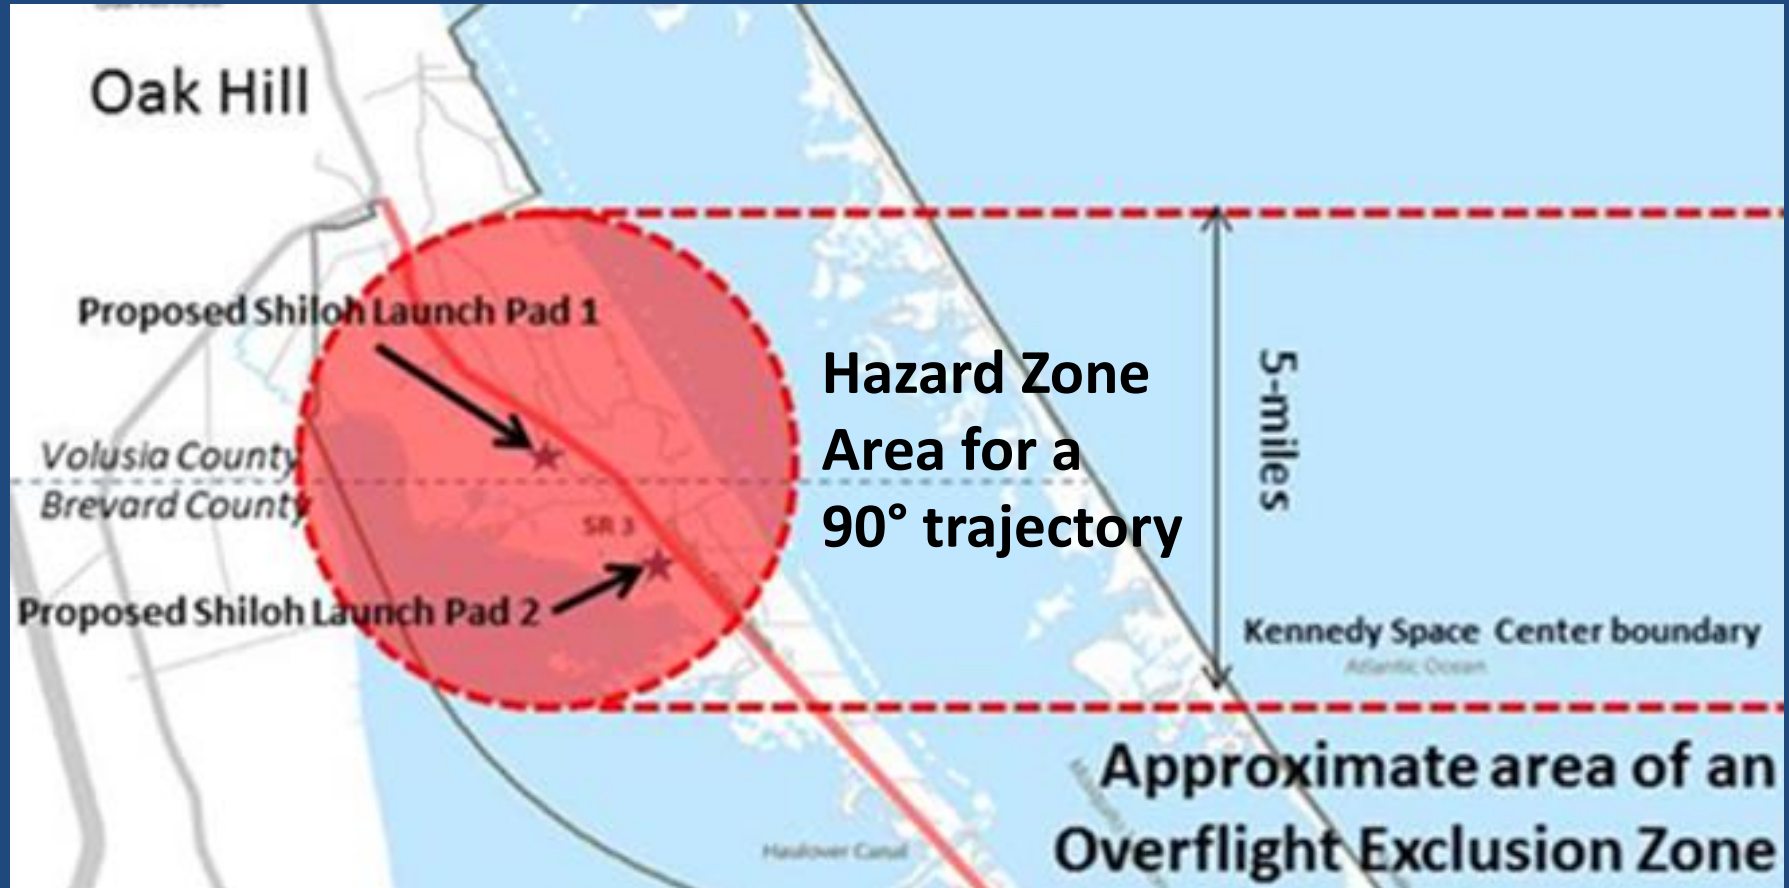 Oak Hill
Proposed Shiloh Launch Pad 1
Hazard Zone
Area for a
90° trajectory
5-miles
Volusia County
Brevard County
SR 3
Proposed Shiloh Launch Pad 2
Kennedy Space Center boundary
Atlantic Ocean
Approximate area of an
Overflight Exclusion Zone
Haulover Canal